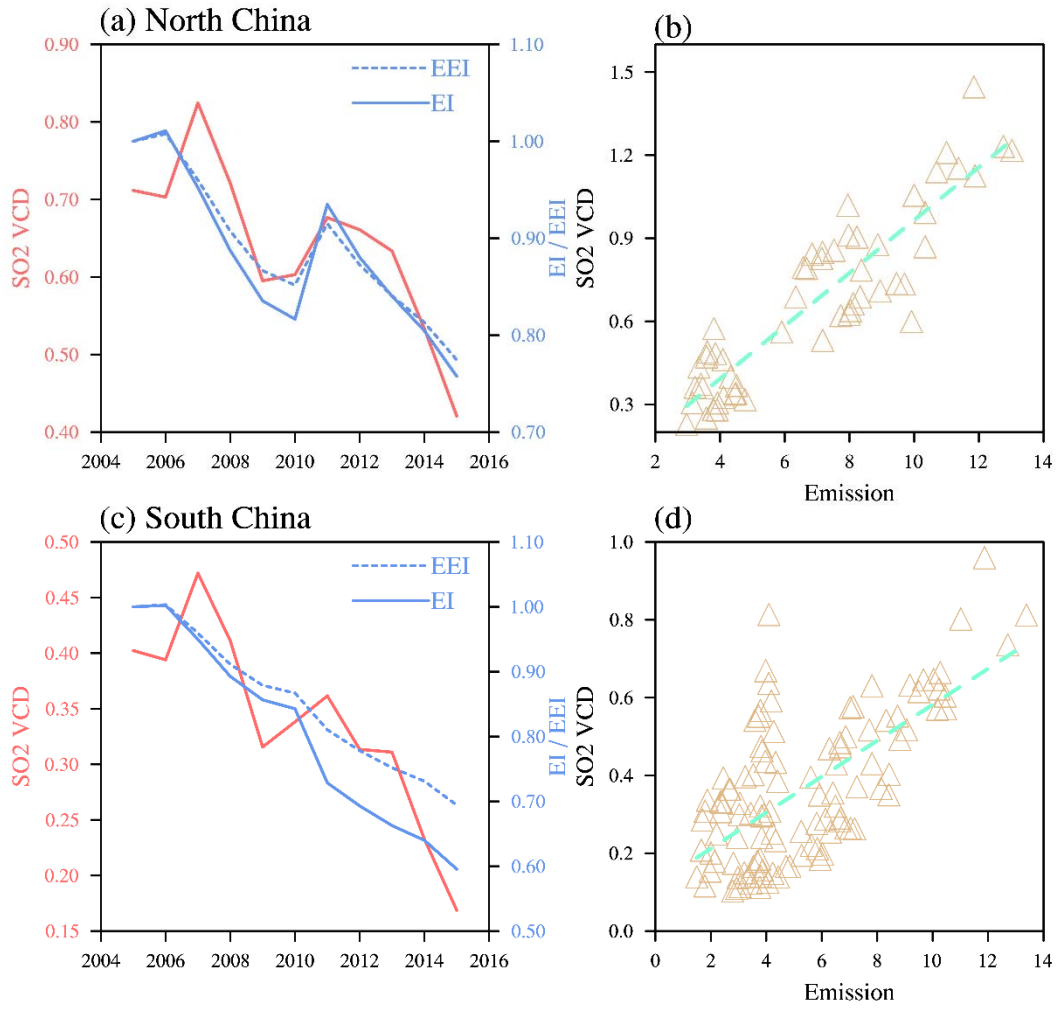 (a) North China
0.90
0.80
0.70
0.60
0.50
0.40
SO2 VCD
EEI
EI
1.10
1.00
0.90
0.80
0.70
EI / EEI
2004 2006 2008 2010 2012 2014 2016
(b)
1.5
1.2
0.9
0.6
0.3
SO2 VCD
2 4 6 8 10 12 14
Emission
(c) South China
0.50
0.45
0.40
0.35
0.30
0.25
0.20
0.15
SO2 VCD
EEI
EI
1.10
1.00
0.90
0.80
0.70
0.60
0.50
EI / EEI
2004 2006 2008 2010 2012 2014 2016
(d)
1.0
0.8
0.6
0.4
0.2
0.0
SO2 VCD
0 2 4 6 8 10 12 14
Emission